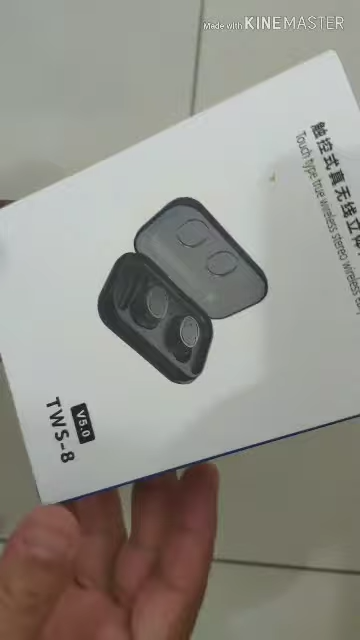 Made with KINEMASTER
触控式真无线立体
Touch type true wireless stereo wireless
V5.0
TWS-8